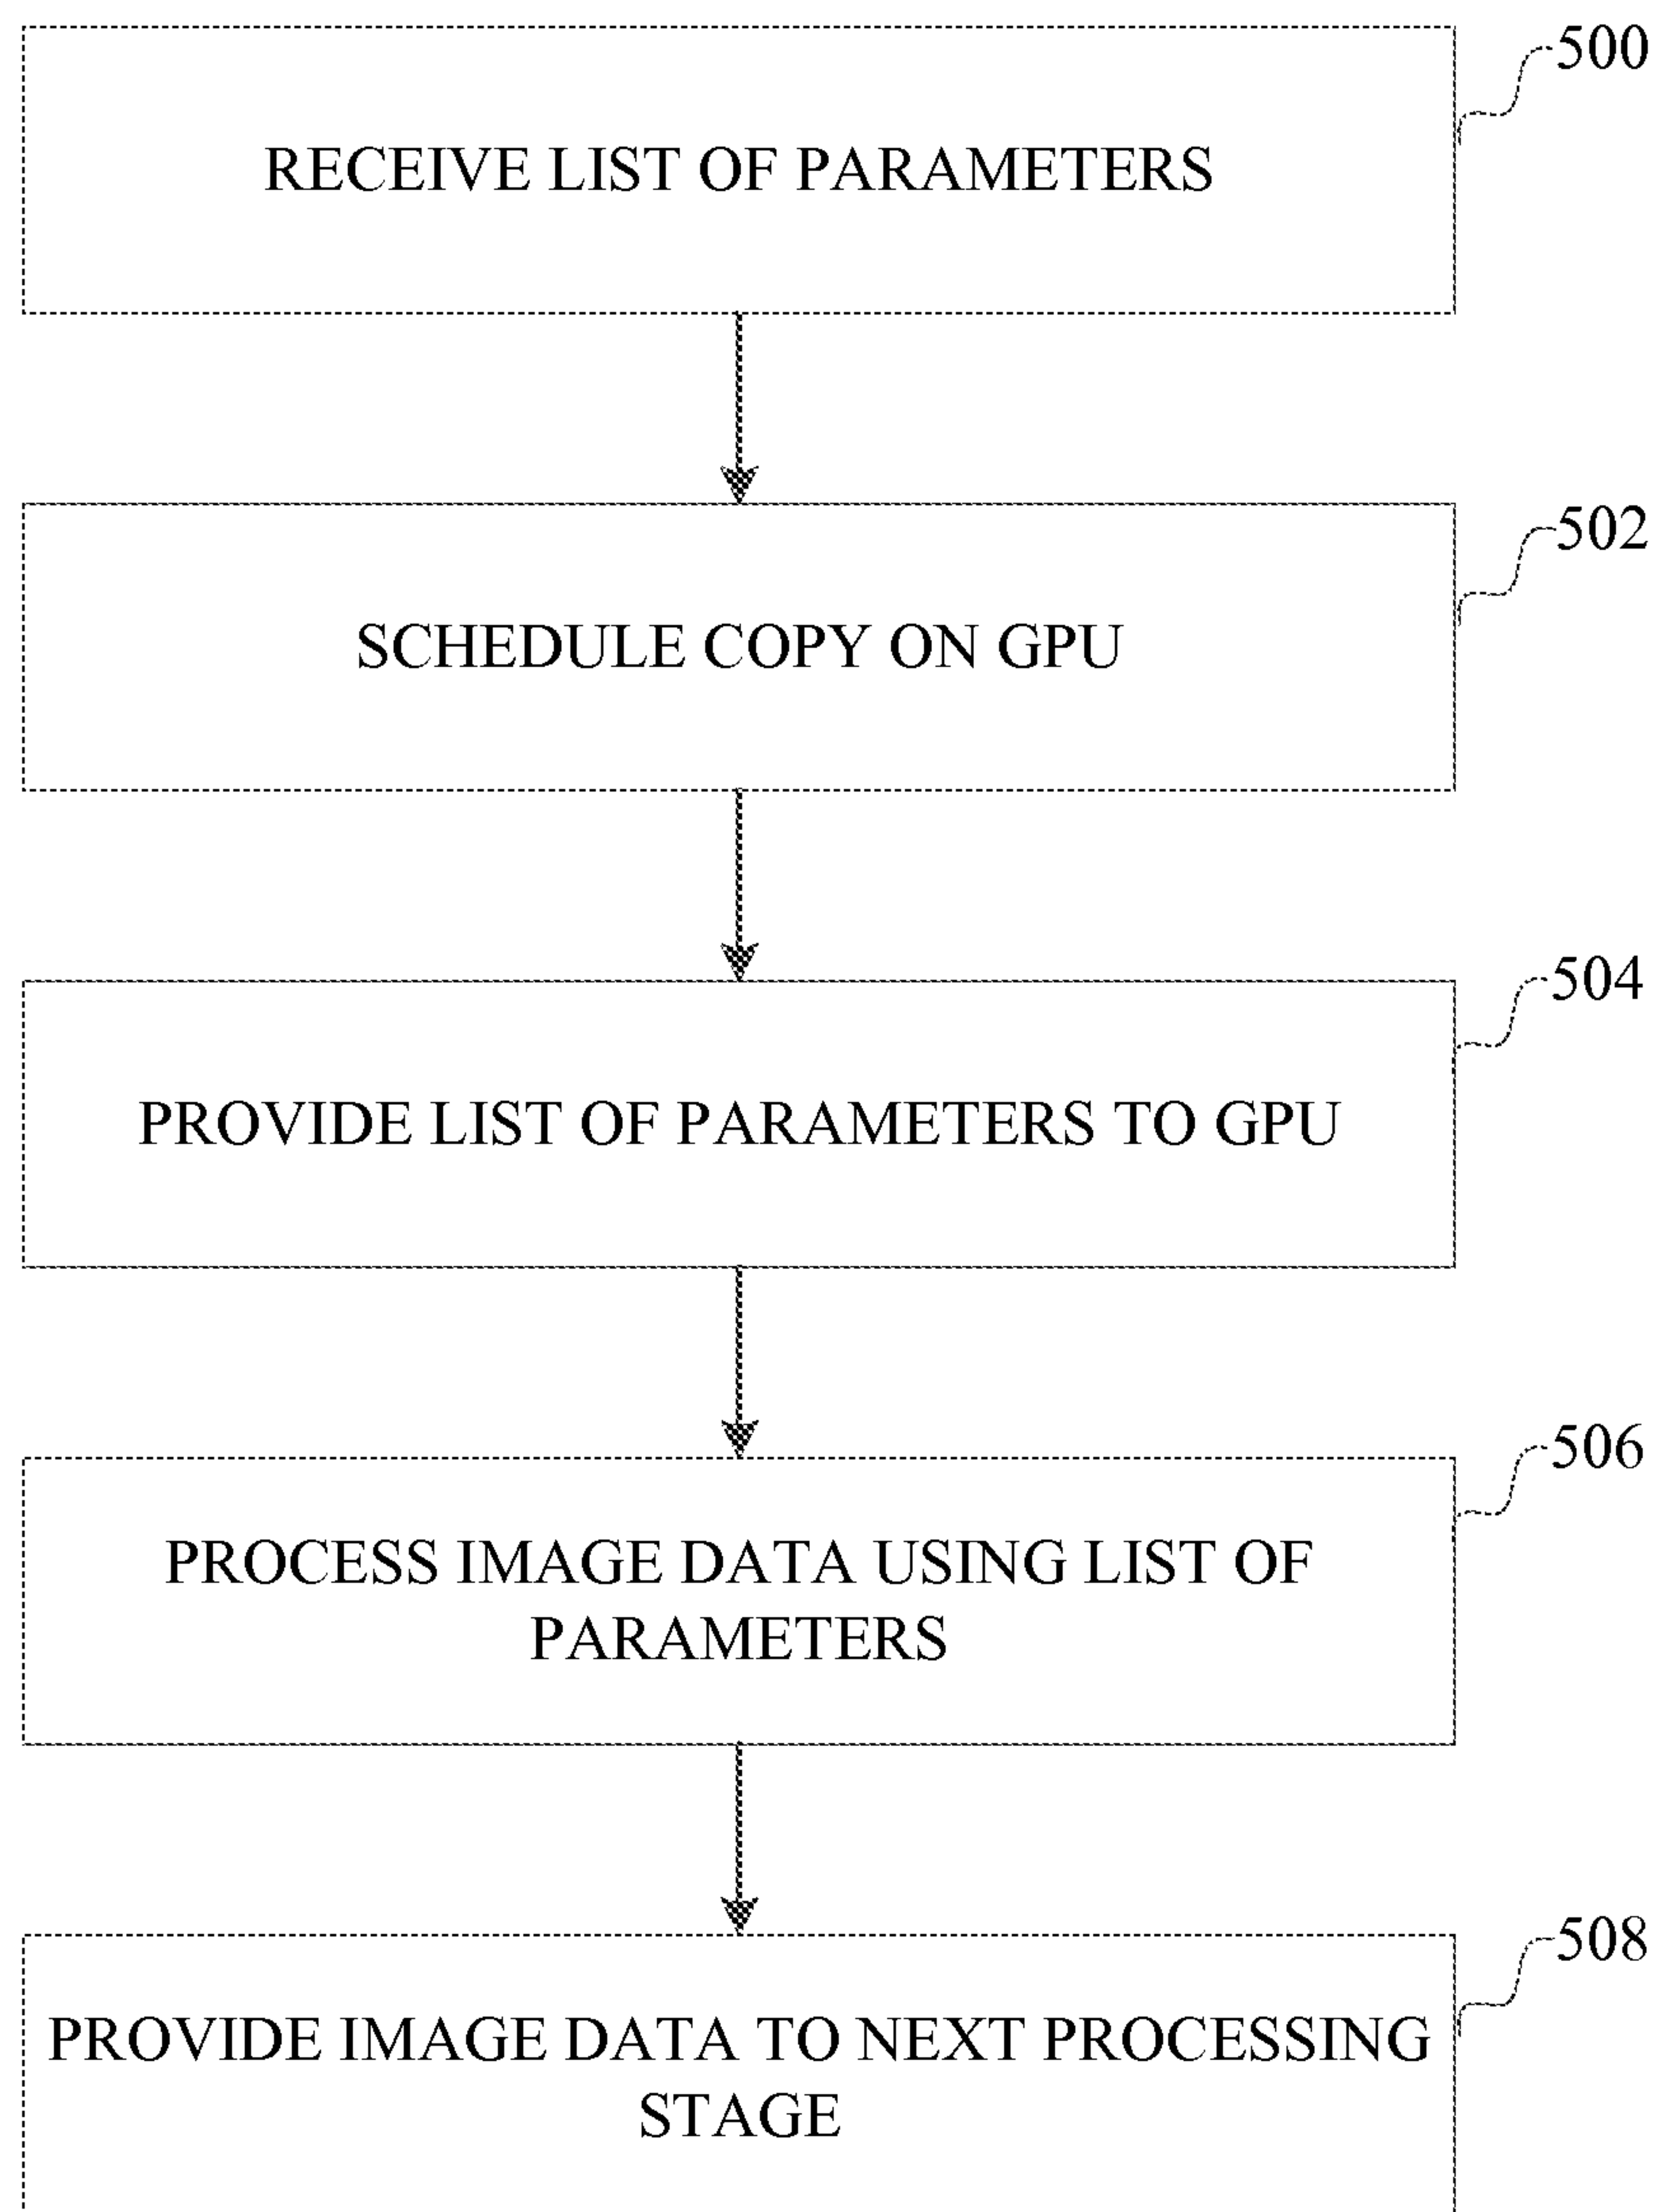 500
RECEIVE LIST OF PARAMETERS
502
SCHEDULE COPY ON GPU
504
PROVIDE LIST OF PARAMETERS TO GPU
506
PROCESS IMAGE DATA USING LIST OF
PARAMETERS
508
PROVIDE IMAGE DATA TO NEXT PROCESSING
STAGE